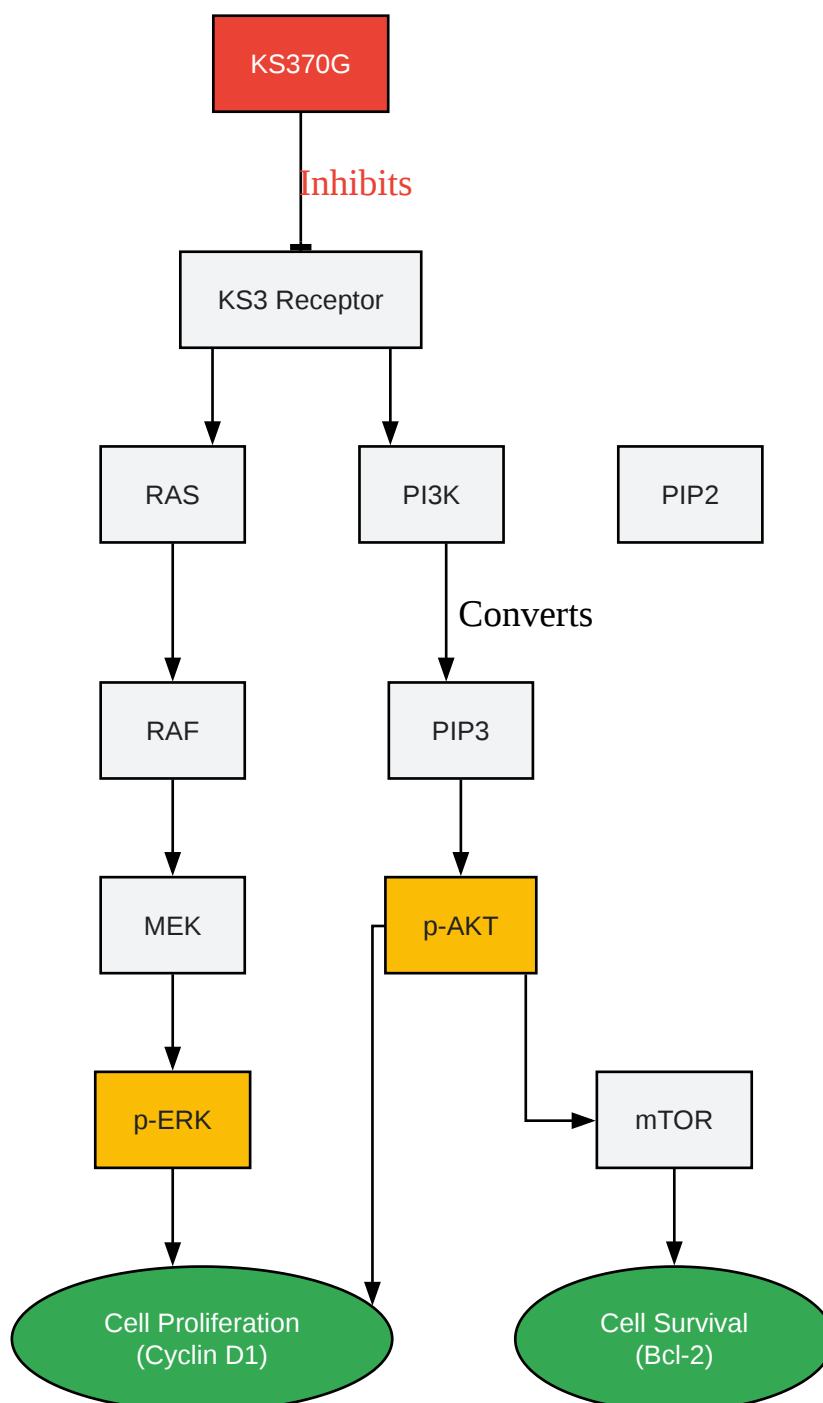 KS370G
Inhibits
KS3 Receptor
RAS
PI3K
PIP2
Converts
RAF
PIP3
MEK
p-AKT
p-ERK
mTOR
Cell Proliferation
(Cyclin D1)
Cell Survival
(Bcl-2)